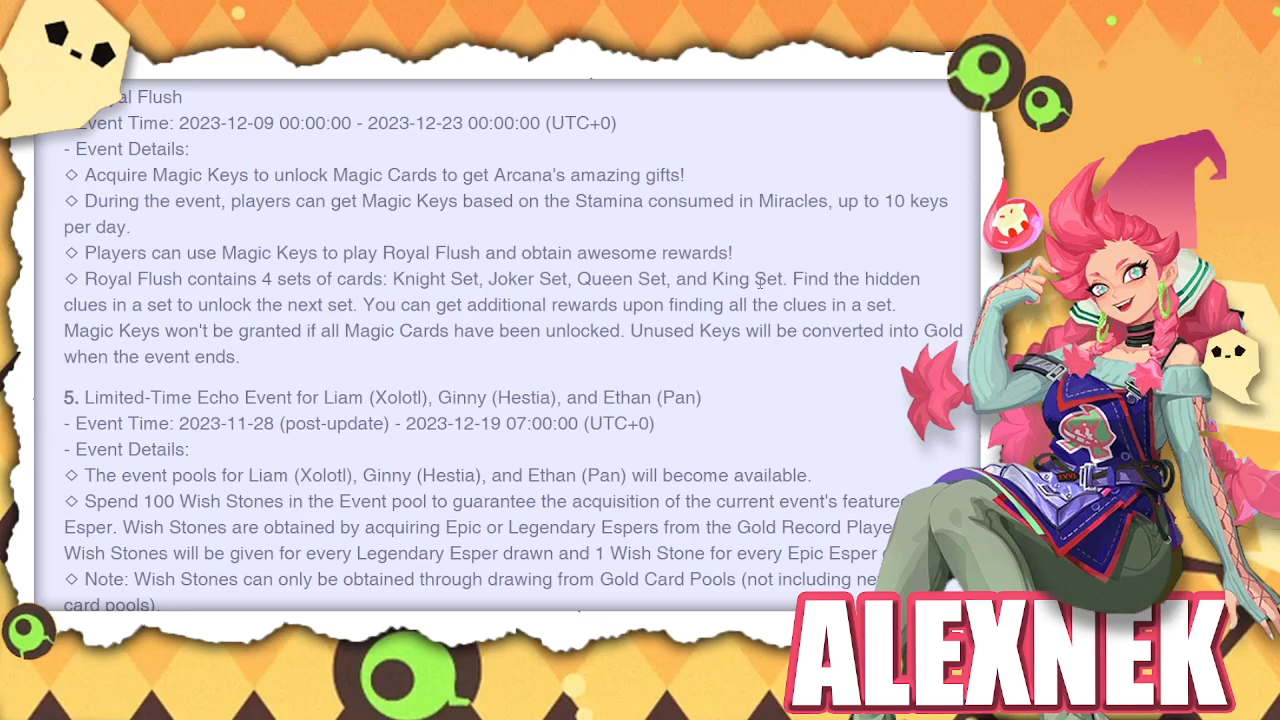 al Flush
Event Time: 2023-12-09 00:00:00 - 2023-12-23 00:00:00 (UTC+0)
- Event Details:
◇ Acquire Magic Keys to unlock Magic Cards to get Arcana's amazing gifts!
◇ During the event, players can get Magic Keys based on the Stamina consumed in Miracles, up to 10 keys
per day.
◇ Players can use Magic Keys to play Royal Flush and obtain awesome rewards!
◇ Royal Flush contains 4 sets of cards: Knight Set, Joker Set, Queen Set, and King Set. Find the hidden
clues in a set to unlock the next set. You can get additional rewards upon finding all the clues in a set.
Magic Keys won't be granted if all Magic Cards have been unlocked. Unused Keys will be converted into Gold
when the event ends.
5. Limited-Time Echo Event for Liam (Xolotl), Ginny (Hestia), and Ethan (Pan)
- Event Time: 2023-11-28 (post-update) - 2023-12-19 07:00:00 (UTC+0)
- Event Details:
◇ The event pools for Liam (Xolotl), Ginny (Hestia), and Ethan (Pan) will become available.
◇ Spend 100 Wish Stones in the Event Tab to guarantee the acquisition of the current event's feature
Esper. Wish Stones are obtained by acquiring Epic or Legendary Espers from the Gold Record Playe
Wish Stones will be given for every Legendary Esper drawn and 1 Wish Stone for every Epic Esper
◇ Note: Wish Stones can only be obtained through drawing from Gold Card Pools (not including ne
card pools).
ALEXNEK